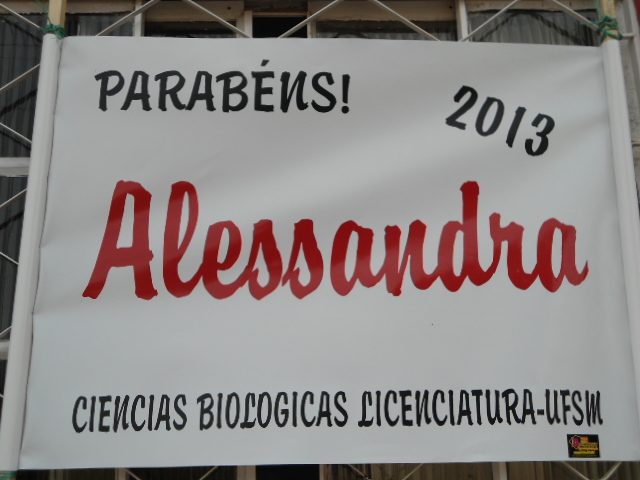 PARABÉNS!
2013
Alessandra
CIENCIAS BIOLOGICAS LICENCIATURA-UFSM